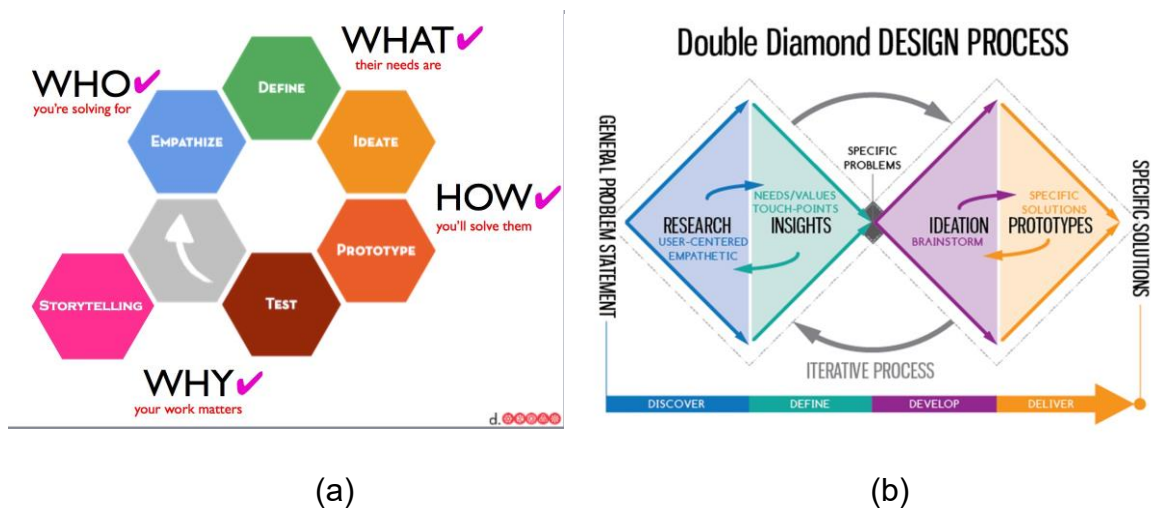 WHO✔
you're solving for
WHAT✔
their needs are
DEFINE
EMPATHIZE
IDEATE
HOW✔
you'll solve them
PROTOTYPE
STORYTELLING
TEST
WHY✔
your work matters
d.
(a)
Double Diamond DESIGN PROCESS
GENERAL PROBLEM STATEMENT
SPECIFIC
PROBLEMS
RESEARCH
USER-CENTERED
EMPATHETIC
NEEDS/VALUES
TOUCH-POINTS
INSIGHTS
IDEATION
BRAINSTORM
SPECIFIC
SOLUTIONS
PROTOTYPES
SPECIFIC SOLUTIONS
ITERATIVE PROCESS
DISCOVER
DEFINE
DEVELOP
DELIVER
(b)